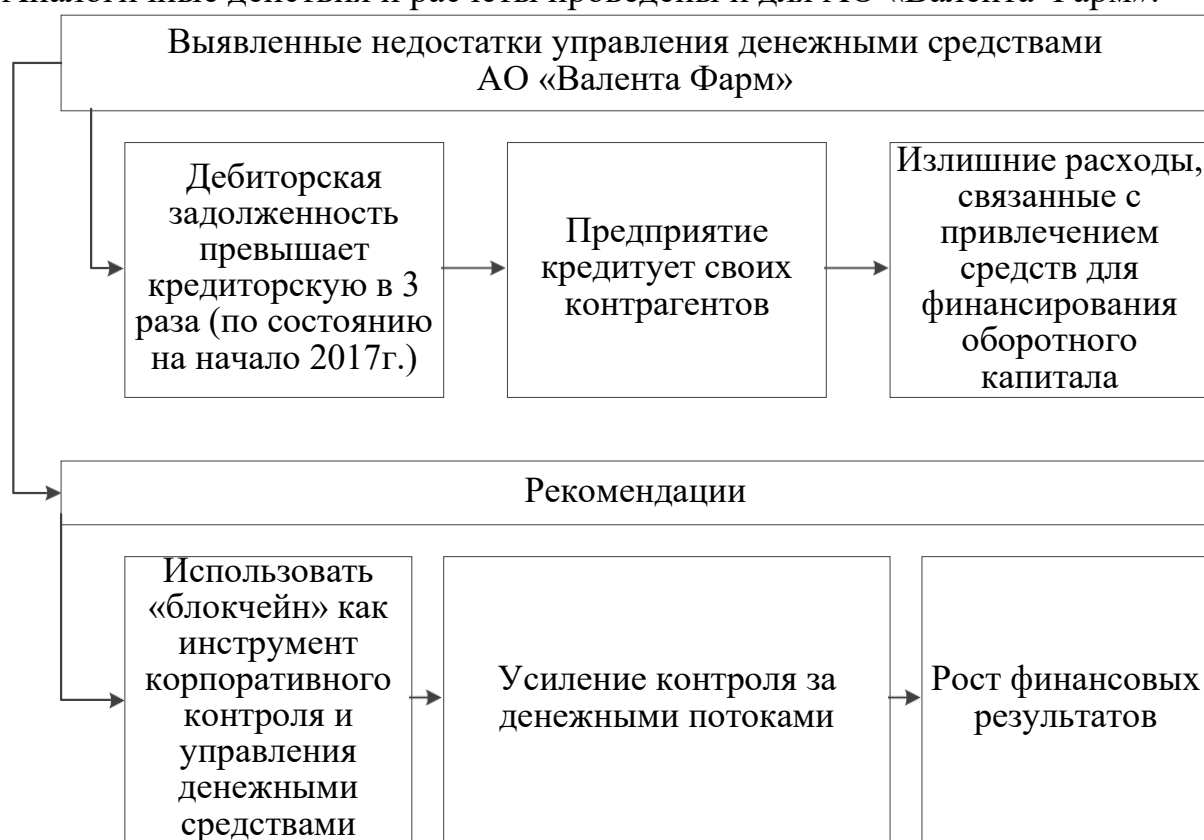 Аналогичные действия и расчеты проведены и для АО «Валента Фарм».
Выявленные недостатки управления денежными средствами
АО «Валента Фарм»
Дебиторская
задолженность
превышает
кредиторскую в 3
раза (по состоянию
на начало 2017г.)
Предприятие
кредитует своих
контрагентов
Излишние расходы,
связанные с
привлечением
средств для
финансирования
оборотного
капитала
Рекомендации
Использовать
«блокчейн» как
инструмент
корпоративного
контроля и
управления
денежными
средствами
Усиление контроля за
денежными потоками
Рост финансовых
результатов